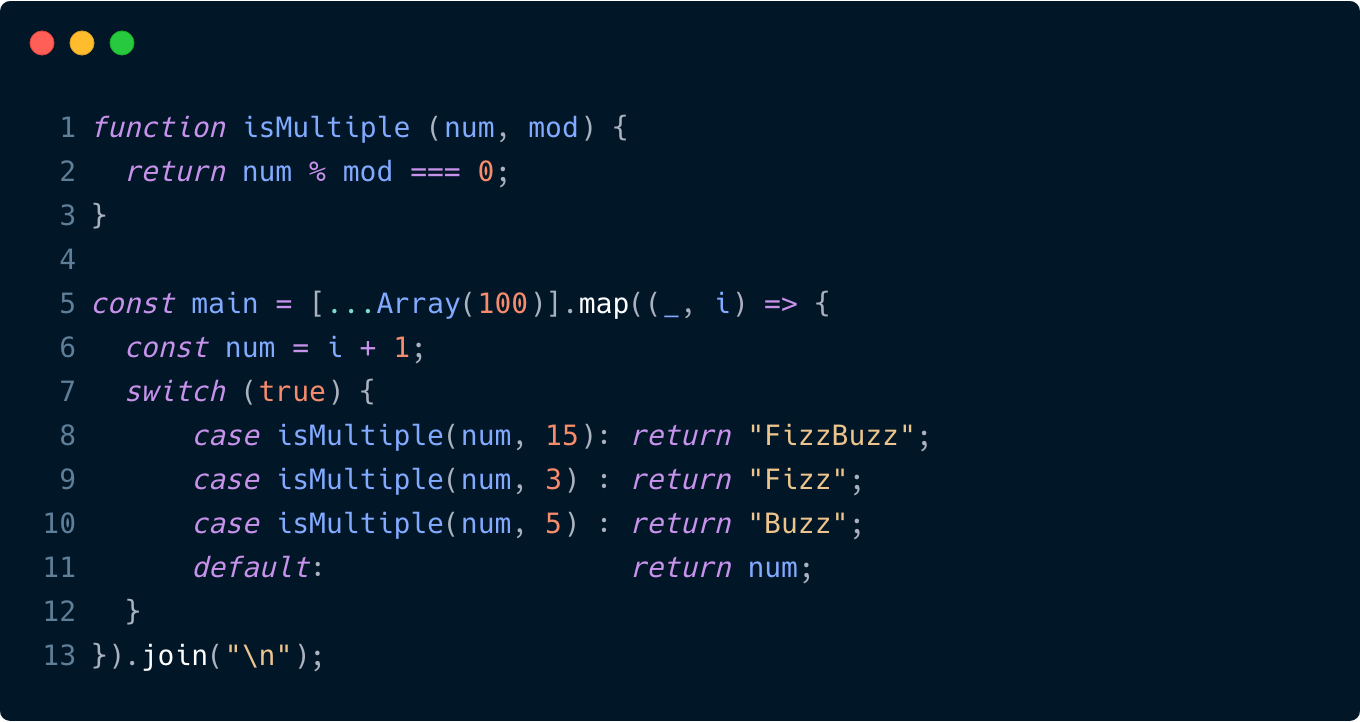 1 function isMultiple (num, mod) {
2   return num % mod === 0;
3 }
4
5 const main = [...Array(100)].map((_, i) => {
6   const num = i + 1;
7   switch (true) {
8       case isMultiple(num, 15): return "FizzBuzz";
9       case isMultiple(num, 3) : return "Fizz";
10       case isMultiple(num, 5) : return "Buzz";
11       default:                  return num;
12   }
13 }).join("\n");